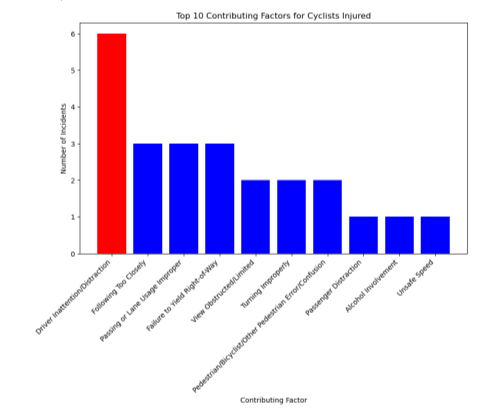 Top 10 Contributing Factors for Cyclists Injured
Number of Incidents
6
5
4
3
2
1
0
Driver Inattention/Distraction
Following Too Closely
Passing or Lane Usage Improper
Failure to Yield Right-of-Way
View Obstructed/Limited
Turning Improperly
Pedestrian/Bicyclist/Other Pedestrian Error/Confusion
Passenger Distraction
Alcohol Involvement
Unsafe Speed
Contributing Factor